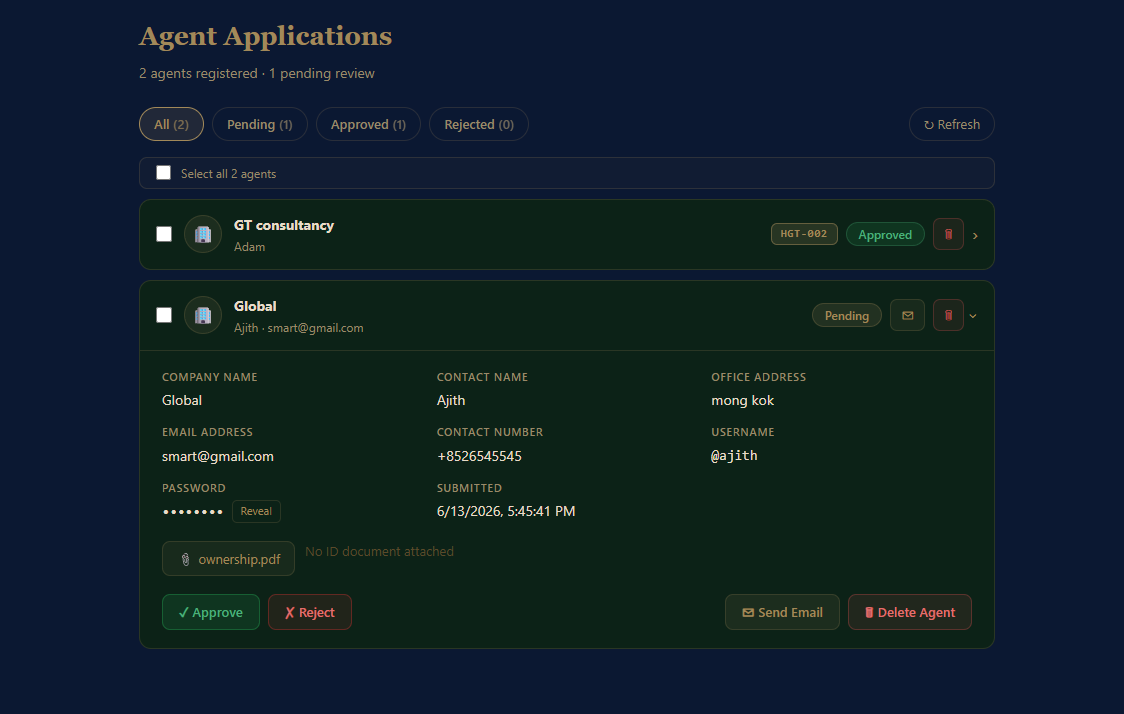 Agent Applications
2 agents registered · 1 pending review
All (2) Pending (1) Approved (1) Rejected (0) ↻ Refresh
Select all 2 agents
GT consultancy
Adam
HGT-002 Approved ›
Global
Ajith · smart@gmail.com
Pending
COMPANY NAME CONTACT NAME OFFICE ADDRESS
Global Ajith mong kok
EMAIL ADDRESS CONTACT NUMBER USERNAME
smart@gmail.com +8526545545 @ajith
PASSWORD SUBMITTED
•••••••• Reveal 6/13/2026, 5:45:41 PM
ownership.pdf No ID document attached
✓ Approve ✗ Reject ✉ Send Email Delete Agent